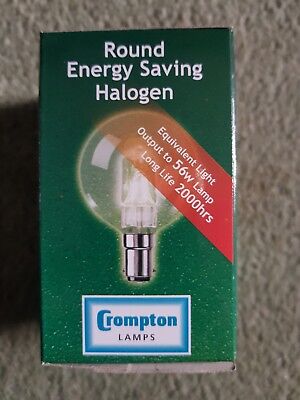 Round
Energy Saving
Halogen
Equivalent Light
Output to 56w Lamp
Long Life 2000hrs
Crompton
LAMPS